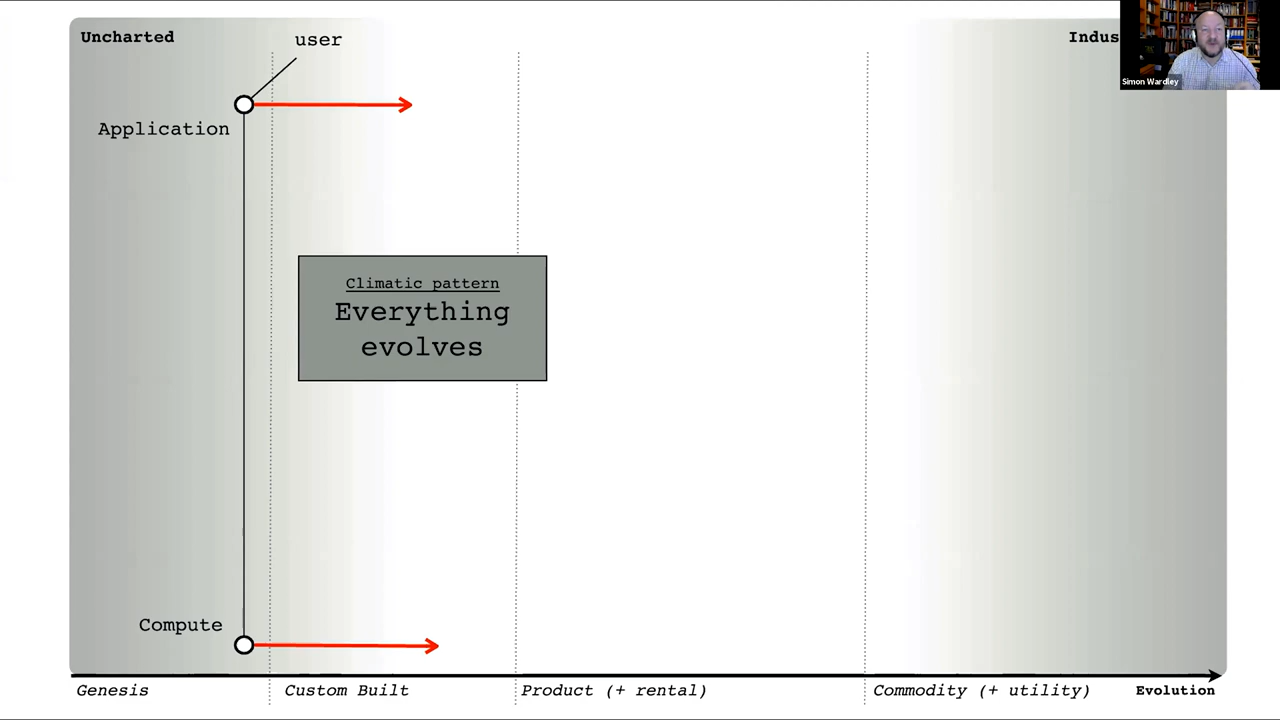 Uncharted
user
Indus
Simon Wardley
Application
Climatic pattern
Everything
evolves
Compute
Genesis
Custom Built
Product (+ rental)
Commodity (+ utility)
Evolution